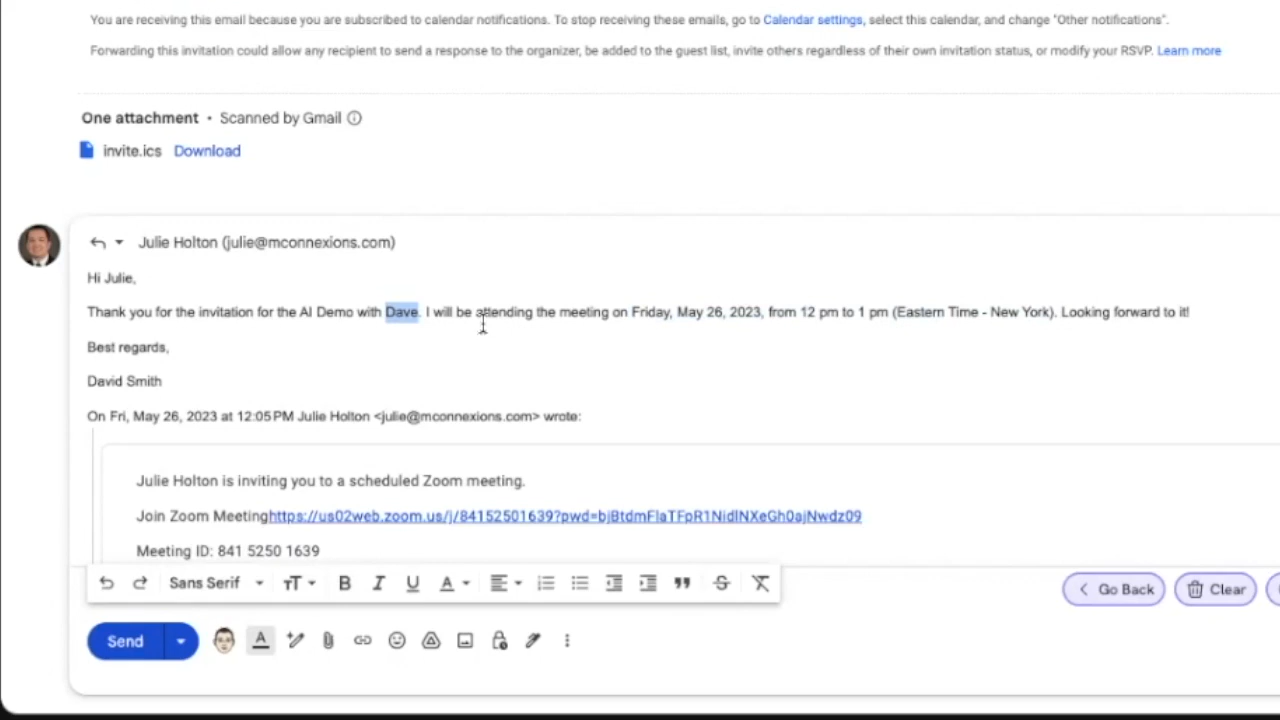 You are receiving this email because you are subscribed to calendar notifications. To stop receiving these emails, go to Calendar settings, select this calendar, and change "Other notifications".
Forwarding this invitation could allow any recipient to send a response to the organizer, be added to the guest list, invite others regardless of their own invitation status, or modify your RSVP. Learn more
One attachment • Scanned by Gmail
invite.ics Download
Julie Holton (julie@mconnexions.com)
Hi Julie,
Thank you for the invitation for the AI Demo with Dave. I will be attending the meeting on Friday, May 26, 2023, from 12 pm to 1 pm (Eastern Time - New York). Looking forward to it!
Best regards,
David Smith
On Fri, May 26, 2023 at 12:05 PM Julie Holton <julie@mconnexions.com> wrote:
Julie Holton is inviting you to a scheduled Zoom meeting.
Join Zoom Meetinghttps://us02web.zoom.us/j/84152501639?pwd=bjBtdmFlaTFpR1NidlNXeGh0ajNwdz09
Meeting ID: 841 5250 1639
Sans Serif
Go Back
Clear
Send